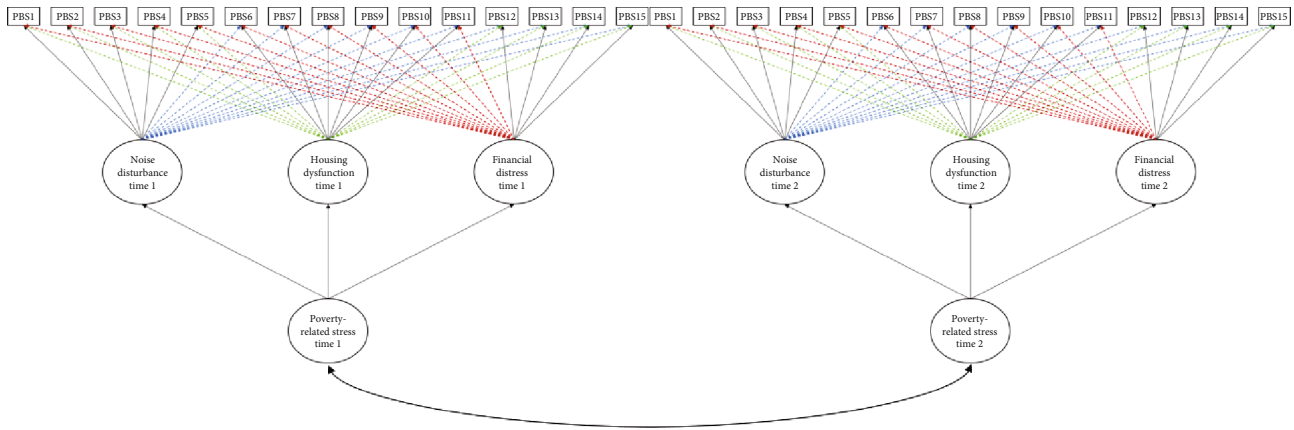 PBS1 PBS2 PBS3 PBS4 PBS5 PBS6 PBS7 PBS8 PBS9 PBS10 PBS11 PBS12 PBS13 PBS14 PBS15 PBS1 PBS2 PBS3 PBS4 PBS5 PBS6 PBS7 PBS8 PBS9 PBS10 PBS11 PBS12 PBS13 PBS14 PBS15
Noise
disturbance
time 1
Housing
dysfunction
time 1
Financial
distress
time 1
Noise
disturbance
time 2
Housing
dysfunction
time 2
Financial
distress
time 2
Poverty-
related stress
time 1
Poverty-
related stress
time 2